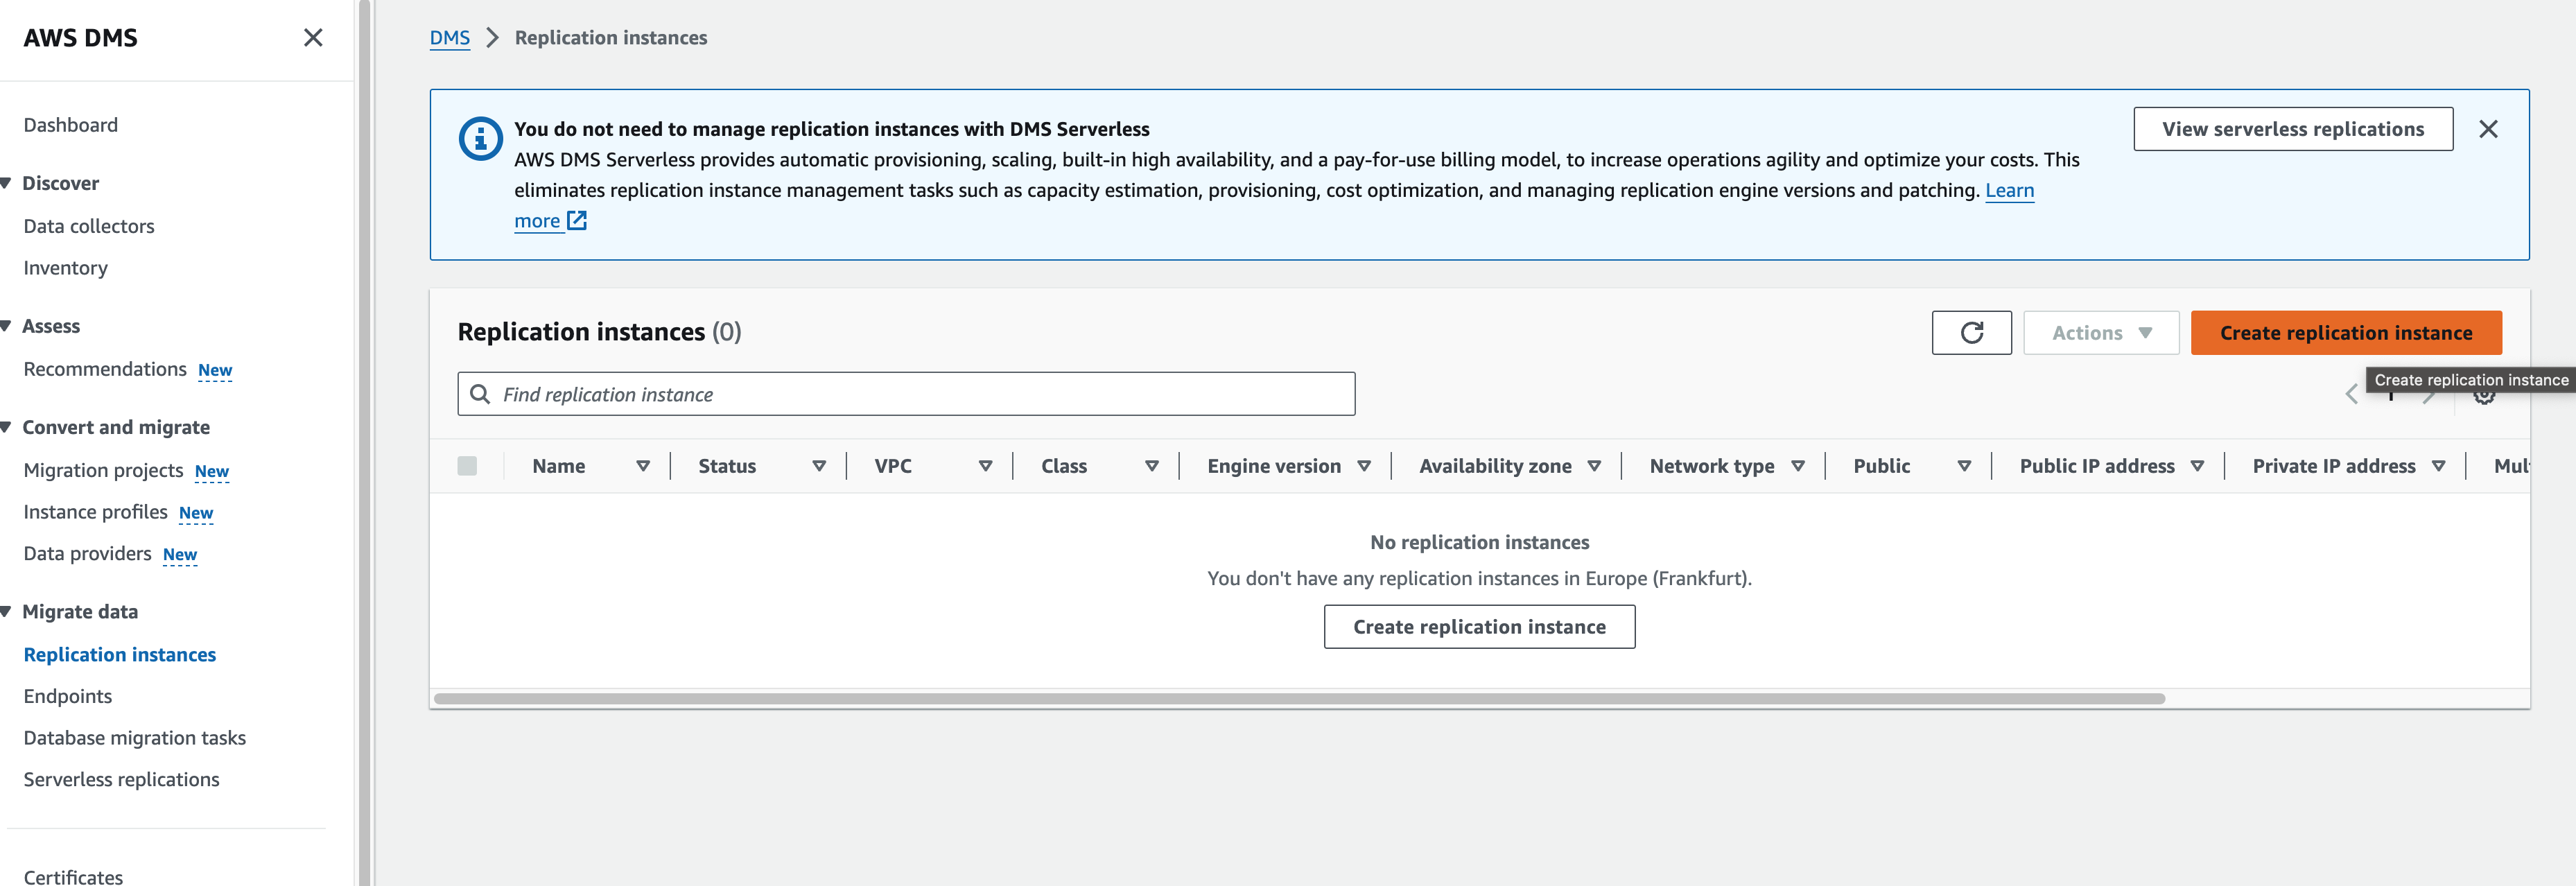 AWS DMS
Dashboard
Discover
Data collectors
Inventory
Assess
Recommendations New
Convert and migrate
Migration projects New
Instance profiles New
Data providers New
Migrate data
Replication instances
Endpoints
Database migration tasks
Serverless replications
Certificates
DMS > Replication instances
You do not need to manage replication instances with DMS Serverless
AWS DMS Serverless provides automatic provisioning, scaling, built-in high availability, and a pay-for-use billing model, to increase operations agility and optimize your costs. This
eliminates replication instance management tasks such as capacity estimation, provisioning, cost optimization, and managing replication engine versions and patching. Learn
more
View serverless replications
Replication instances (0)
Actions
Create replication instance
Create replication instance
Find replication instance
Name Status VPC Class Engine version Availability zone Network type Public Public IP address Private IP address
No replication instances
You don't have any replication instances in Europe (Frankfurt).
Create replication instance